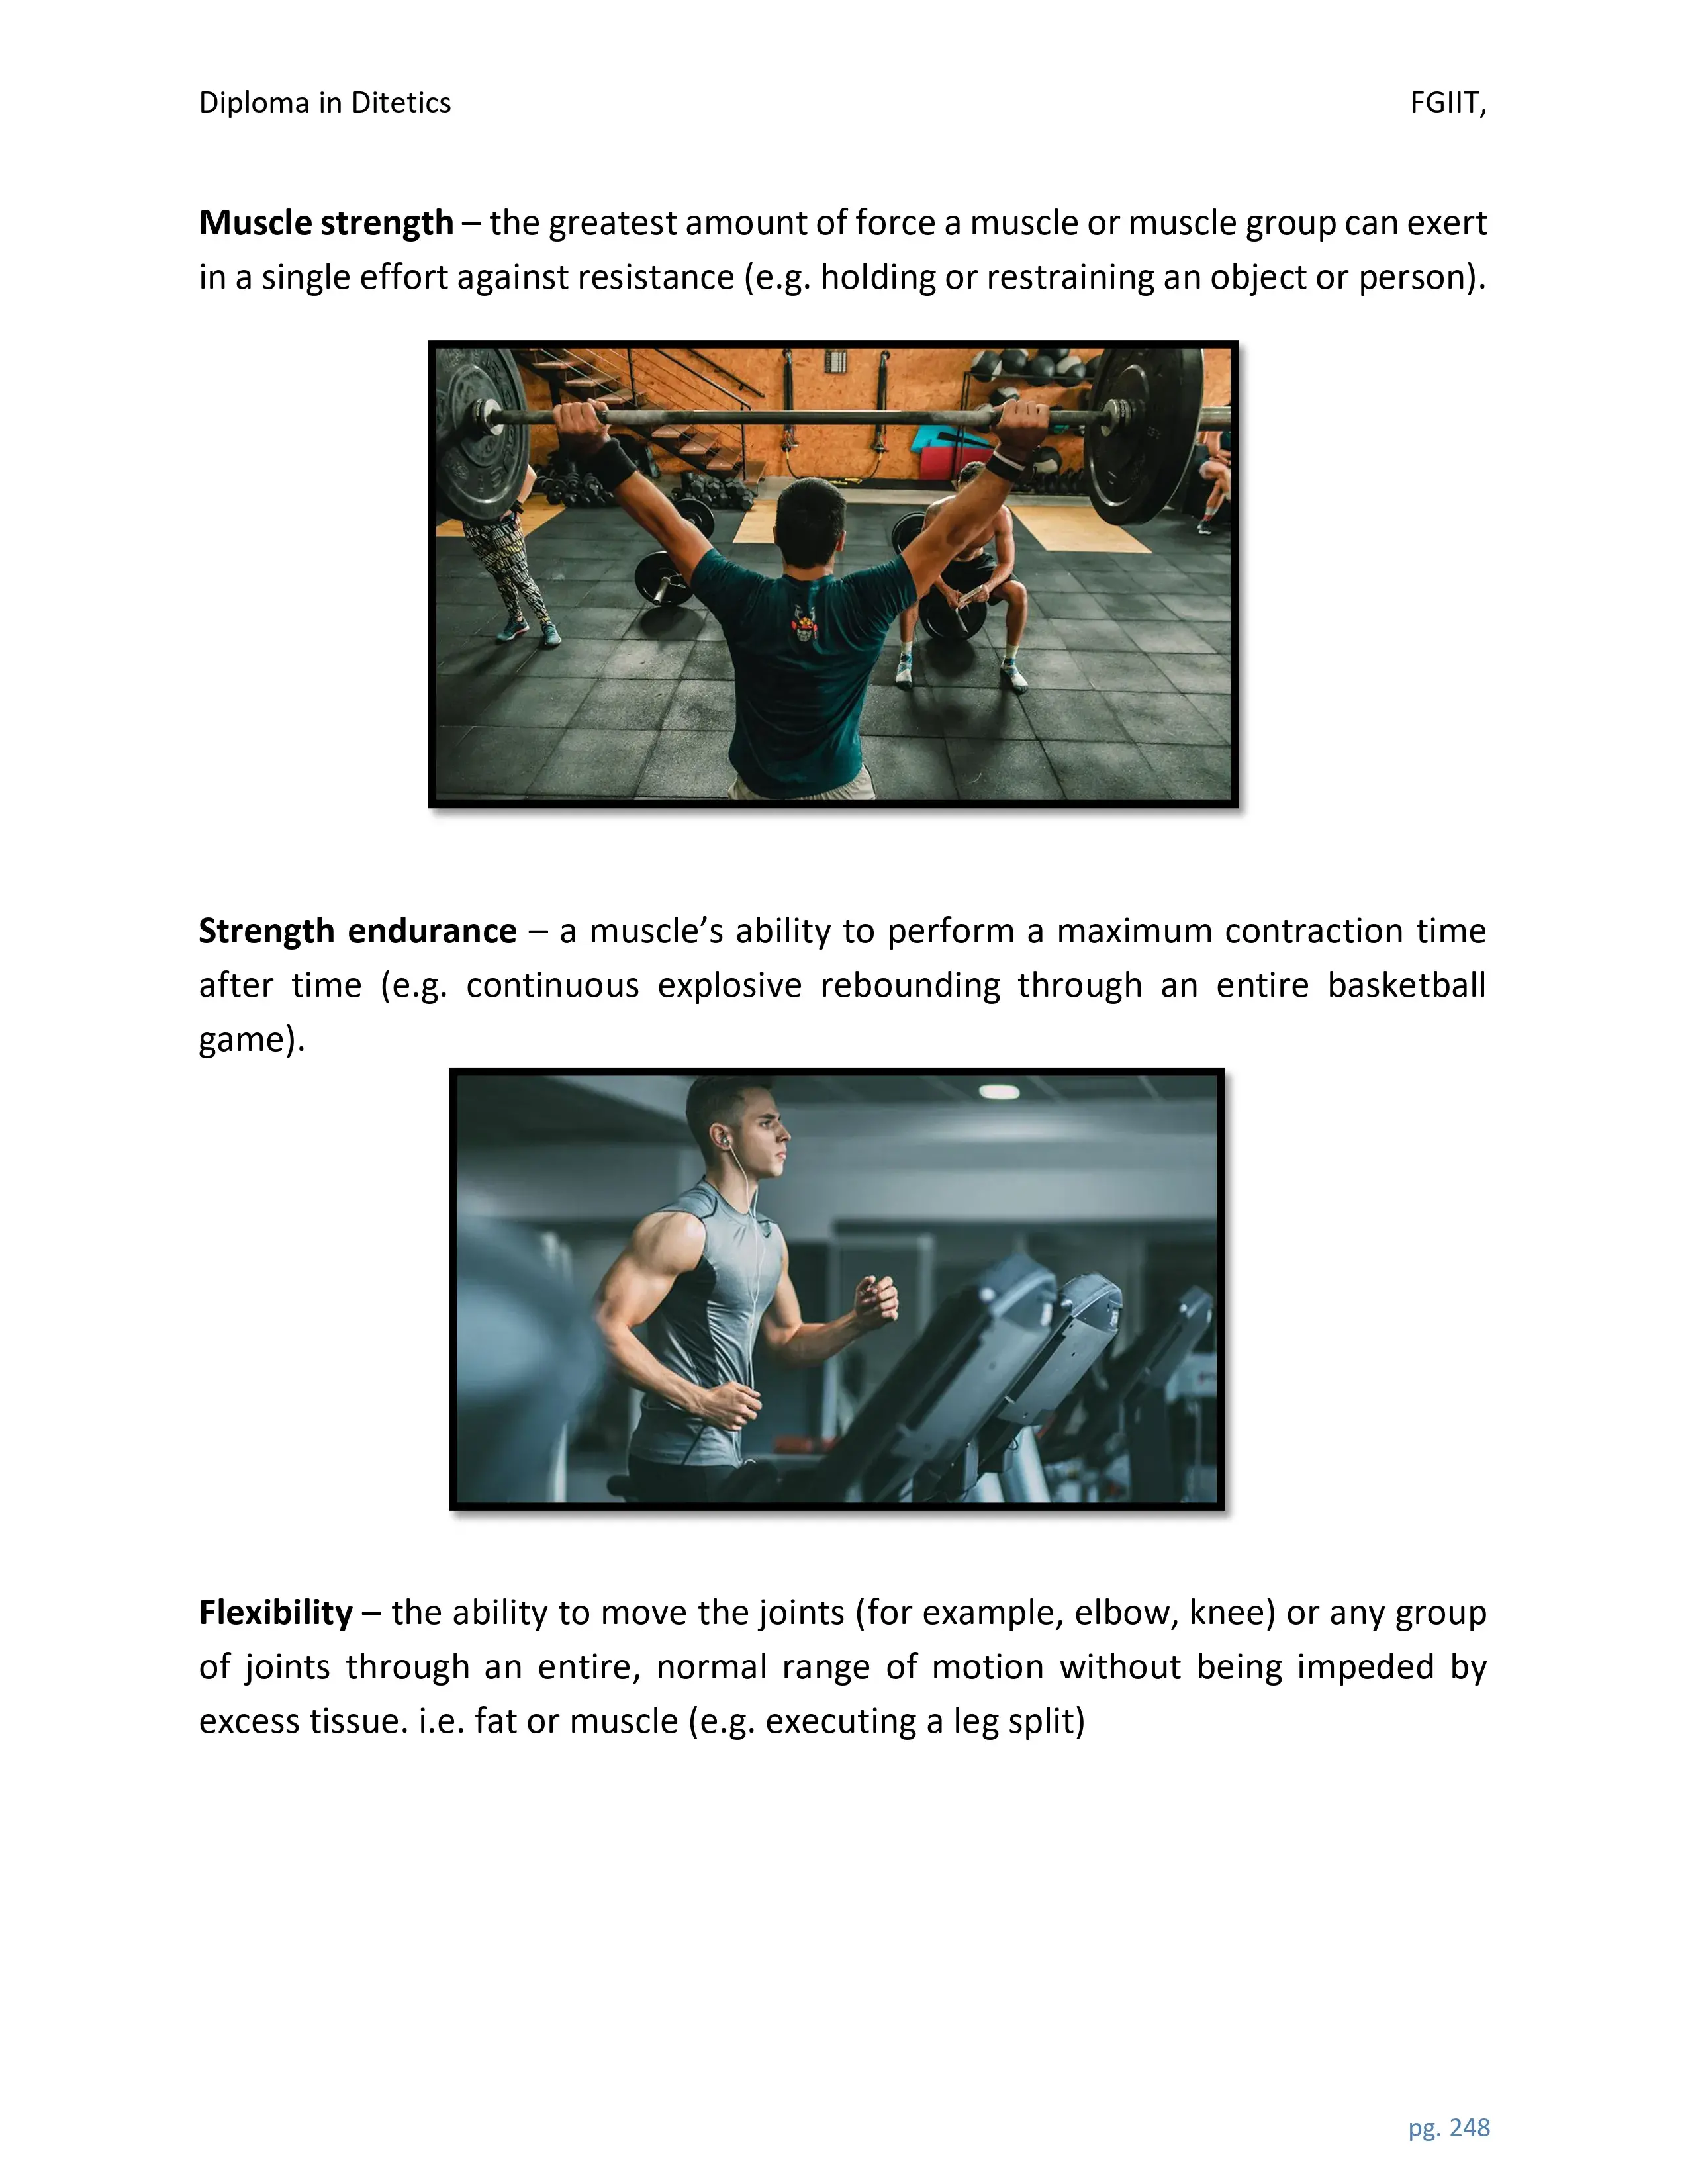 Diploma in Ditetics FGIIT,
Muscle strength – the greatest amount of force a muscle or muscle group can exert
in a single effort against resistance (e.g. holding or restraining an object or person).
Strength endurance – a muscle’s ability to perform a maximum contraction time
after time (e.g. continuous explosive rebounding through an entire basketball
game).
Flexibility – the ability to move the joints (for example, elbow, knee) or any group
of joints through an entire, normal range of motion without being impeded by
excess tissue. i.e. fat or muscle (e.g. executing a leg split)
pg. 248